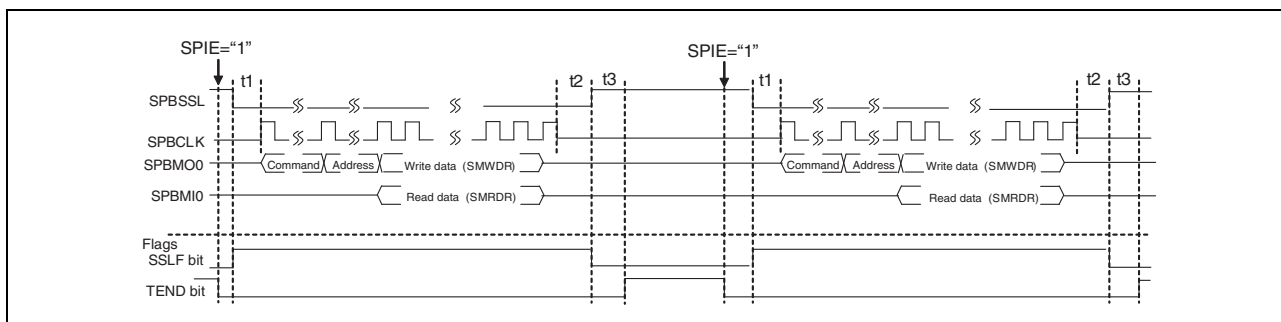 SPIE=“1” SPIE=“1”
t1 t2 t3 t1 t2 t3
SPBSSL
SPBCLK
SPBMO0 Command Address Write data (SMWDR) Command Address Write data (SMWDR)
SPBMI0 Read data (SMRDR) Read data (SMRDR)
Flags
SSLF bit
TEND bit